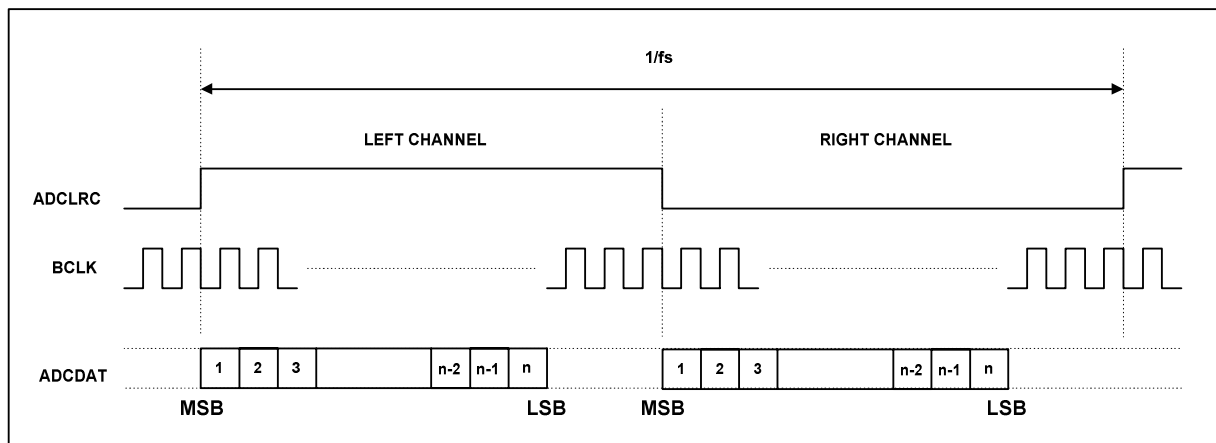 1/fs
LEFT CHANNEL RIGHT CHANNEL
ADCLRC
BCLK
ADCDAT 1 2 3 n-2 n-1 n 1 2 3 n-2 n-1 n
MSB LSB MSB LSB